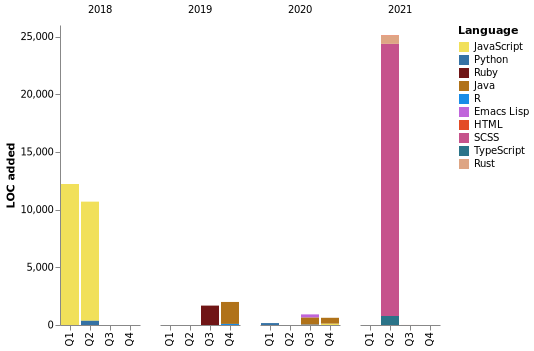 2018 2019 2020 2021
LOC added
25,000
20,000
15,000
10,000
5,000
0
Q1 Q2 Q3 Q4 Q1 Q2 Q3 Q4 Q1 Q2 Q3 Q4 Q1 Q2 Q3 Q4
Language
JavaScript
Python
Ruby
Java
R
Emacs Lisp
HTML
SCSS
TypeScript
Rust